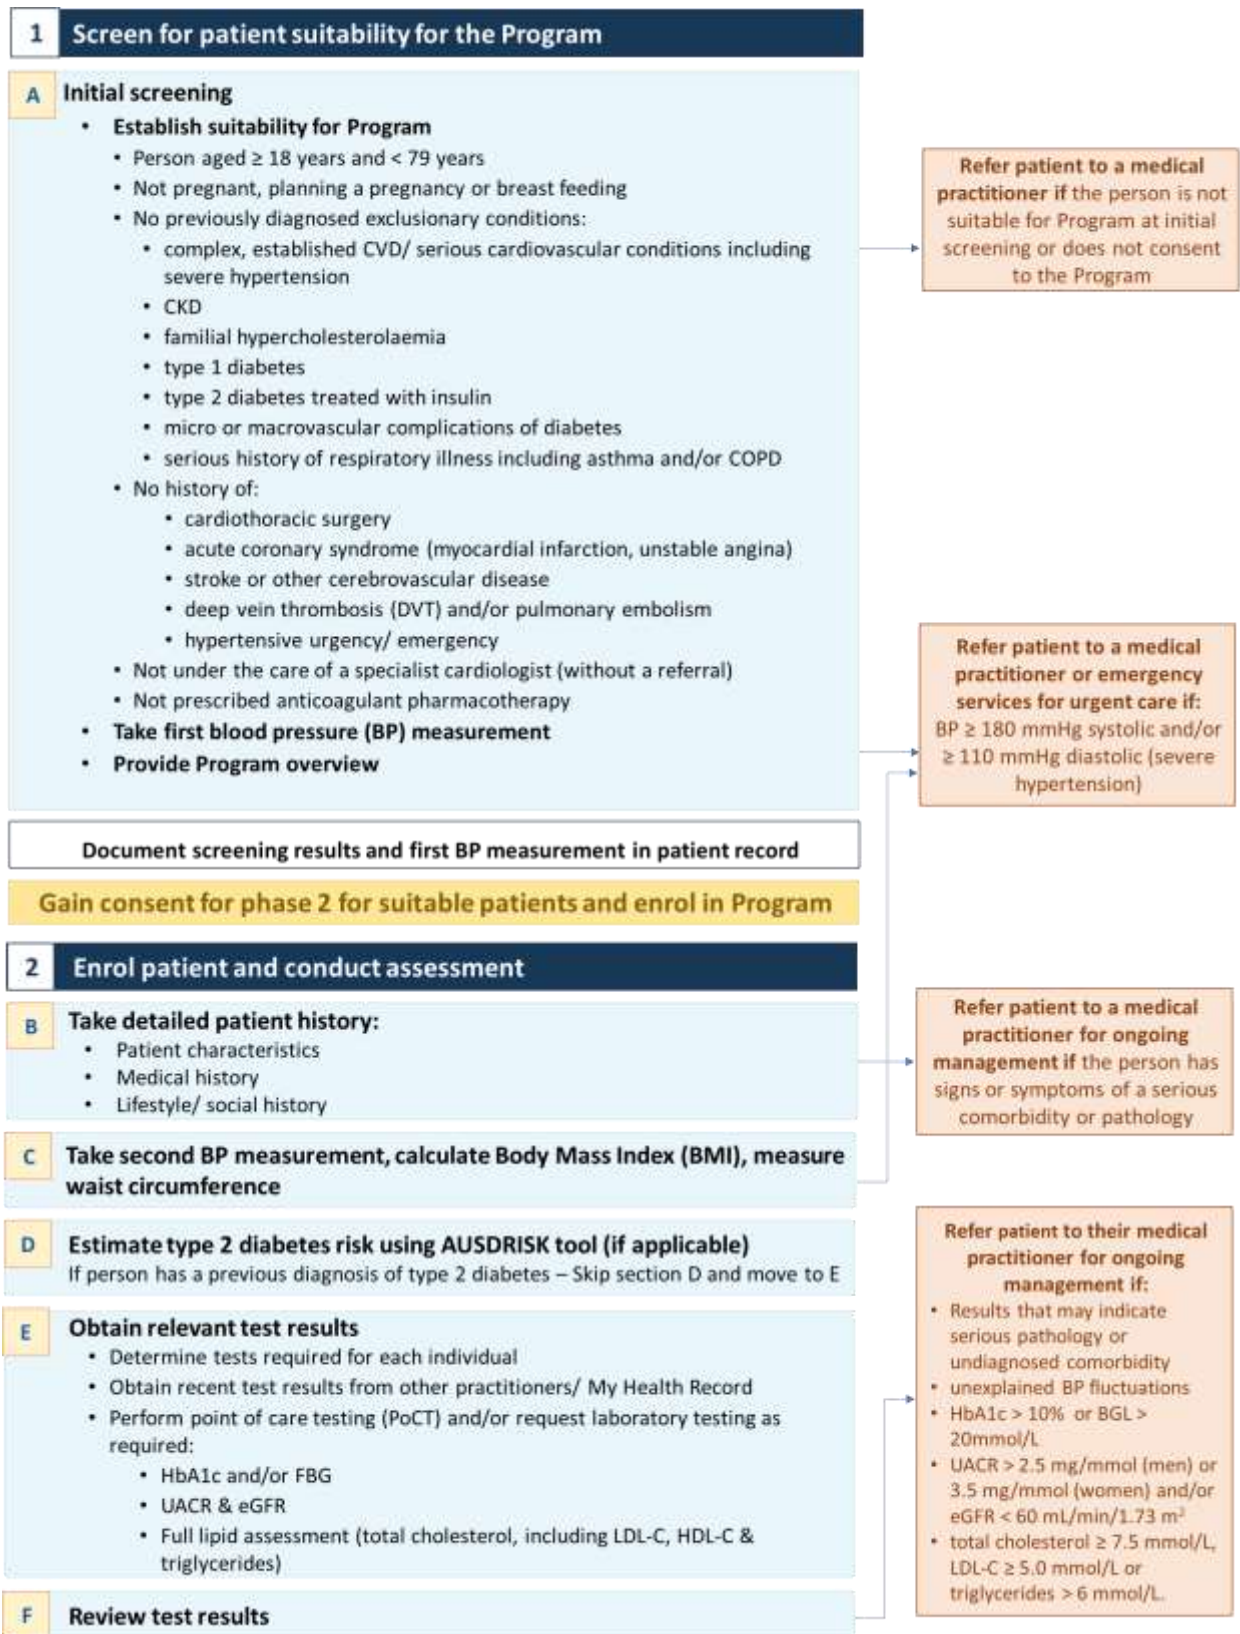 1 Screen for patient suitability for the Program
A Initial screening
• Establish suitability for Program
• Person aged ≥ 18 years and < 79 years
• Not pregnant, planning a pregnancy or breast feeding
• No previously diagnosed exclusionary conditions:
• complex, established CVD/ serious cardiovascular conditions including
severe hypertension
• CKD
• familial hypercholesterolaemia
• type 1 diabetes
• type 2 diabetes treated with insulin
• micro or macrovascular complications of diabetes
• serious history of respiratory illness including asthma and/or COPD
• No history of:
• cardiothoracic surgery
• acute coronary syndrome (myocardial infarction, unstable angina)
• stroke or other cerebrovascular disease
• deep vein thrombosis (DVT) and/or pulmonary embolism
• hypertensive urgency/ emergency
• Not under the care of a specialist cardiologist (without a referral)
• Not prescribed anticoagulant pharmacotherapy
• Take first blood pressure (BP) measurement
• Provide Program overview
Refer patient to a medical
practitioner if the person is not
suitable for Program at initial
screening or does not consent
to the Program
Refer patient to a medical
practitioner or emergency
services for urgent care if:
BP ≥ 180 mmHg systolic and/or
≥ 110 mmHg diastolic (severe
hypertension)
Document screening results and first BP measurement in patient record
Gain consent for phase 2 for suitable patients and enrol in Program
2 Enrol patient and conduct assessment
B Take detailed patient history:
• Patient characteristics
• Medical history
• Lifestyle/ social history
Refer patient to a medical
practitioner for ongoing
management if the person has
signs or symptoms of a serious
comorbidity or pathology
C Take second BP measurement, calculate Body Mass Index (BMI), measure
waist circumference
D Estimate type 2 diabetes risk using AUSDRISK tool (if applicable)
If person has a previous diagnosis of type 2 diabetes – Skip section D and move to E
E Obtain relevant test results
• Determine tests required for each individual
• Obtain recent test results from other practitioners/ My Health Record
• Perform point of care testing (PoCT) and/or request laboratory testing as
required:
• HbA1c and/or FBG
• UACR & eGFR
• Full lipid assessment (total cholesterol, including LDL-C, HDL-C &
triglycerides)
F Review test results
Refer patient to their medical
practitioner for ongoing
management if:
• Results that may indicate
serious pathology or
undiagnosed comorbidity
• unexplained BP fluctuations
• HbA1c > 10% or BGL >
20mmol/L
• UACR > 2.5 mg/mmol (men) or
3.5 mg/mmol (women) and/or
eGFR < 60 mL/min/1.73 m²
• total cholesterol ≥ 7.5 mmol/L,
LDL-C ≥ 5.0 mmol/L or
triglycerides > 6 mmol/L.